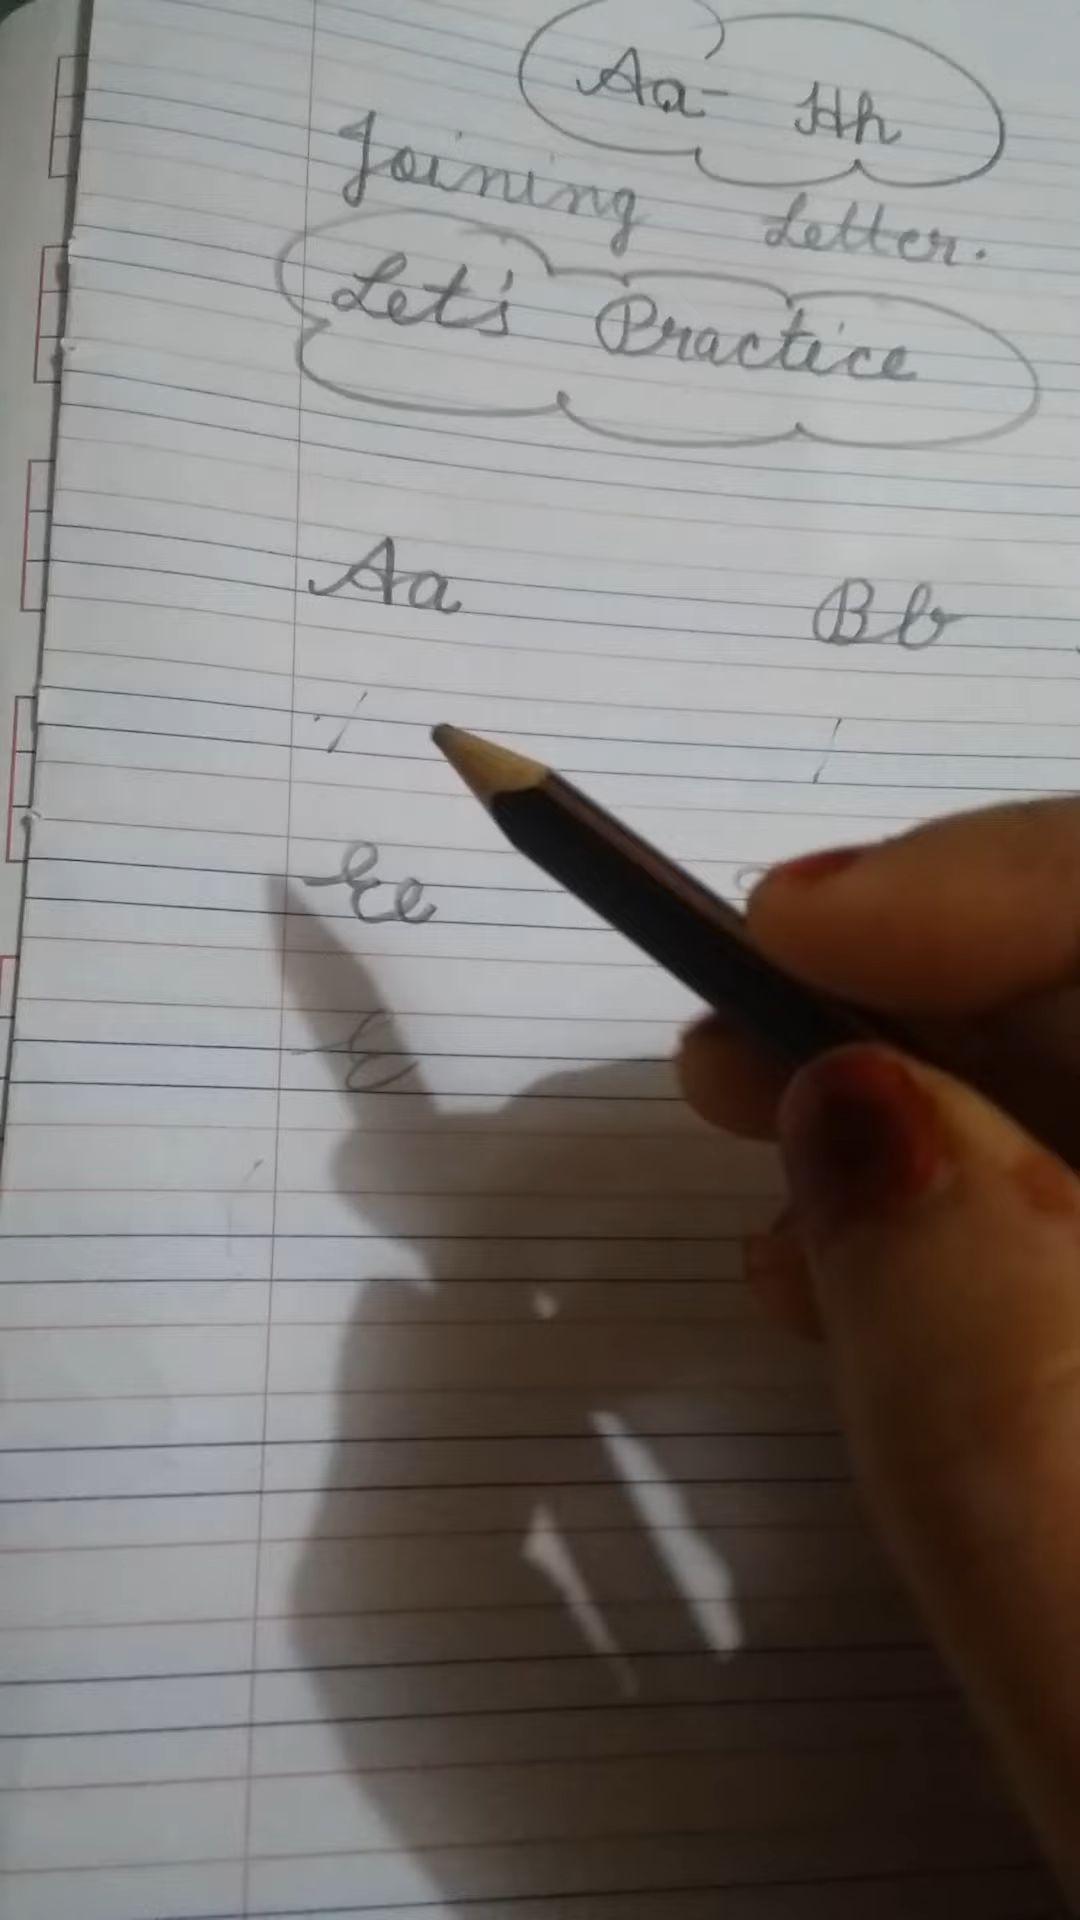 Aa- Hh
Joining Letter.
Let's Practice
Aa Bb
Ee
E